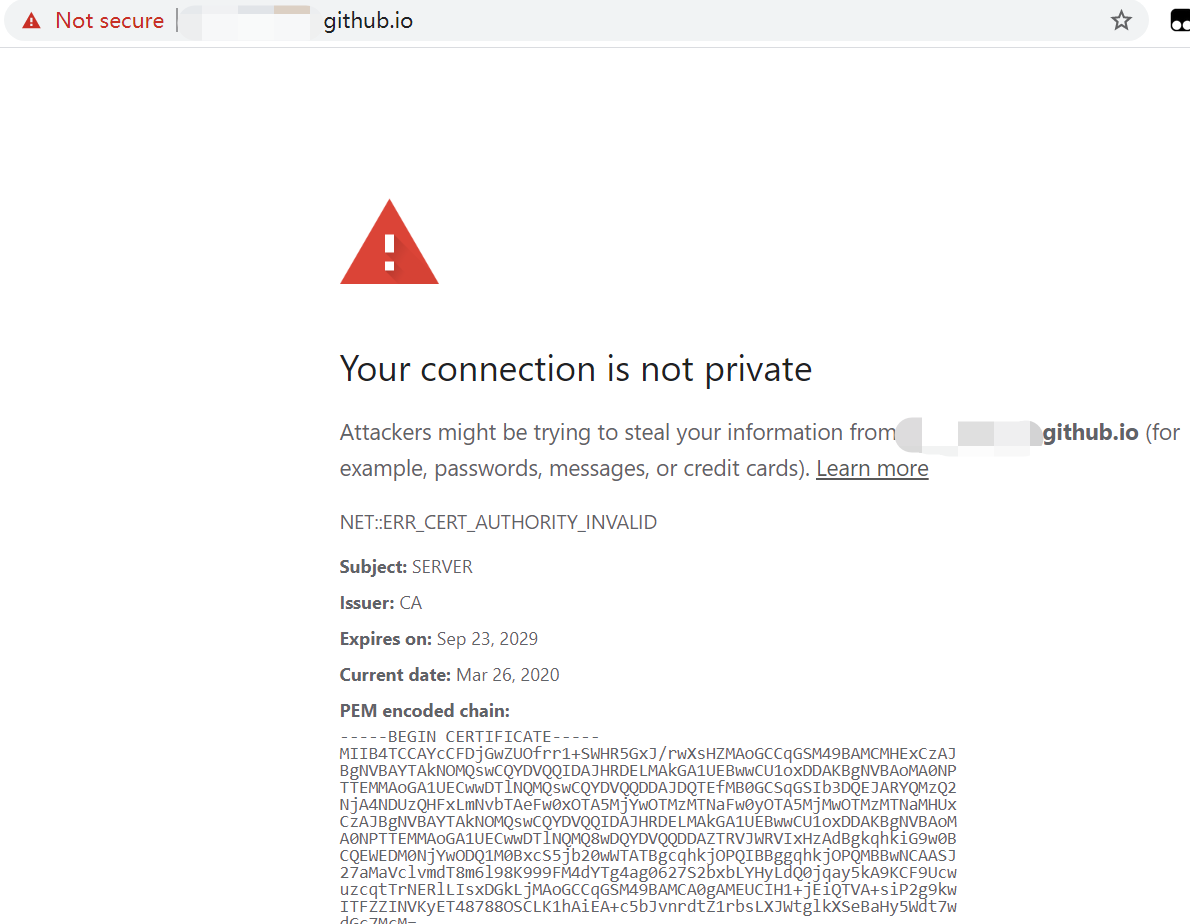 Not secure | github.io
Your connection is not private
Attackers might be trying to steal your information from github.io (for
example, passwords, messages, or credit cards). Learn more
NET::ERR_CERT_AUTHORITY_INVALID
Subject: SERVER
Issuer: CA
Expires on: Sep 23, 2029
Current date: Mar 26, 2020
PEM encoded chain:
-----BEGIN CERTIFICATE-----
MIIB4TCCAYcCFDjGwZUOfrr1+SWHR5GxJ/rwXsHZMAoGCCqGSM49BAMCMHExCzAJ
BgNVBAYTAkNOMQswCQYDVQQIDAJHRDELMAkGA1UEBwwCU1oxDDAKBgNVBAoMA0NP
TTEMMAoGA1UECwwDTlNQMQswCQYDVQQDDAJDQTEfMB0GCSqGSIb3DQEJARYQMzQ2
NjA4NDUzQHFxLmNvbTAeFw0xOTA5MjYwOTMzMTNaFw0yOTA5MjMwOTMzMTNaMHUx
CzAJBgNVBAYTAkNOMQswCQYDVQQIDAJHRDELMAkGA1UEBwwCU1oxDDAKBgNVBAoM
A0NPTTEMMAoGA1UECwwDTlNQMQ8wDQYDVQQDDAZTRVJWRVIxHzAdBgkqhkiG9w0B
CQEWEDM0NjYwODQ1M0BxcS5jb20wWTATBgcqhkjOPQIBBggqhkjOPQMBBwNCAASJ
27aMaVclvmdT8m6l98K999FM4dYTg4ag0627S2bxbLYHyLdQ0jqay5kA9KCF9Ucw
uzcqtTrNERlLIsxDGkLjMAoGCCqGSM49BAMCA0gAMEUCIH1+jEiQTVA+siP2g9kw
ITFZZINVKyET48788OSCLK1hAiEA+c5bJvnrdtZ1rbsLXJWtglkXSeBaHy5Wdt7w